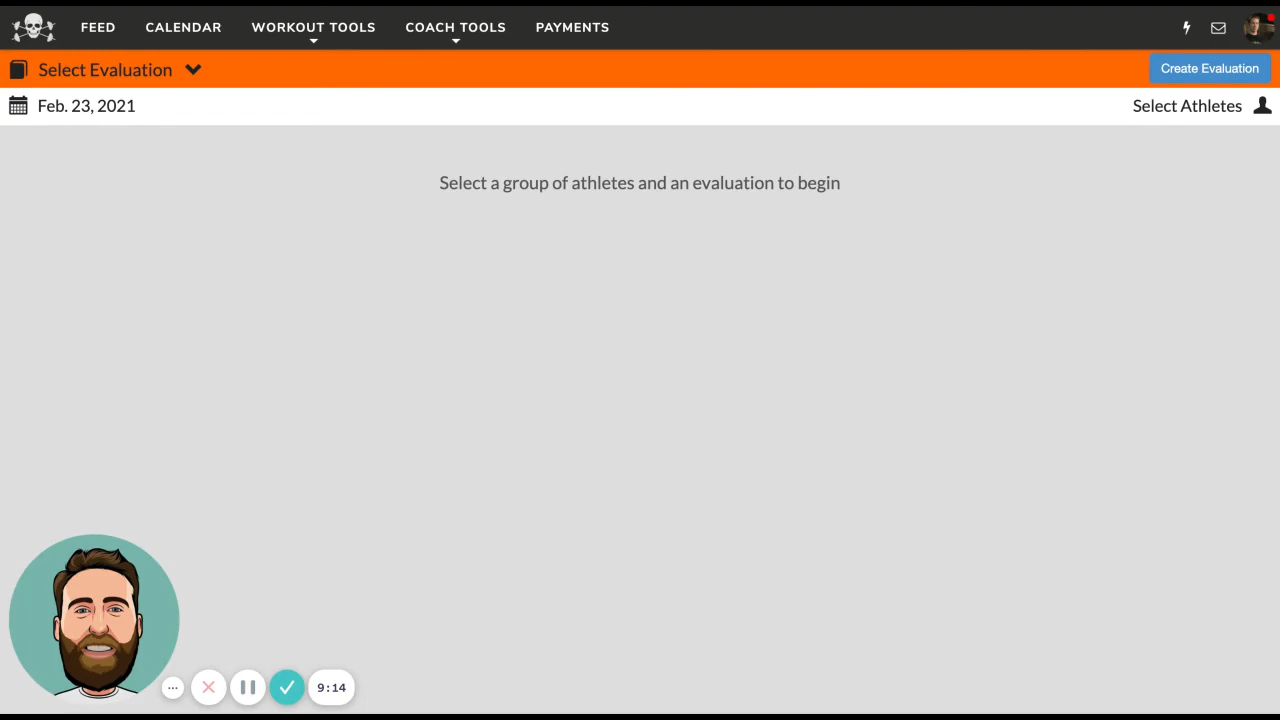 FEED CALENDAR WORKOUT TOOLS COACH TOOLS PAYMENTS
Select Evaluation Create Evaluation
Feb. 23, 2021 Select Athletes
Select a group of athletes and an evaluation to begin
9:14